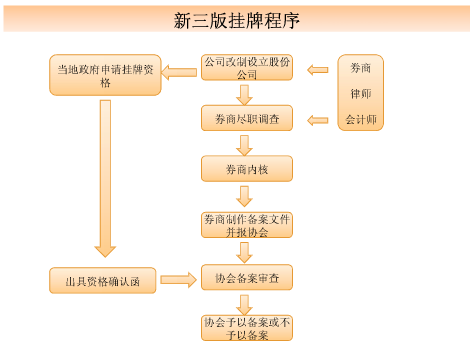 新三版挂牌程序
当地政府申请挂牌资
格
公司改制设立股份
公司
券商
律师
会计师
券商尽职调查
券商内核
券商制作备案文件
并报协会
出具资格确认函
协会备案审查
协会予以备案或不
予以备案